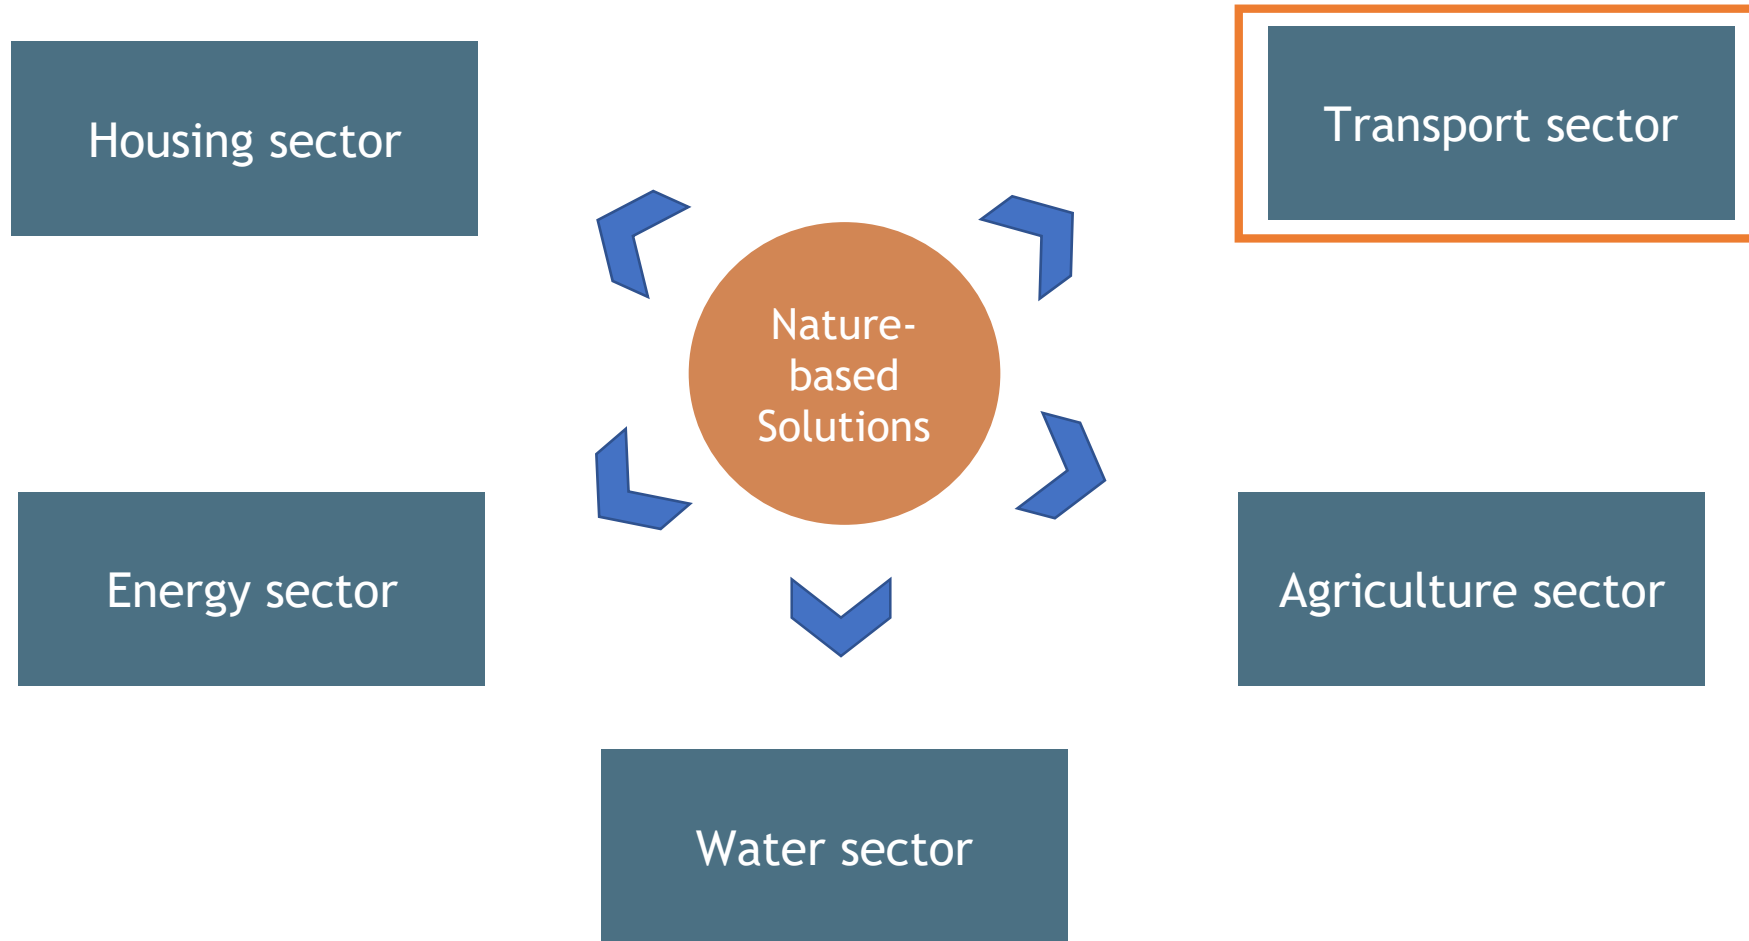 Housing sector
Transport sector
Nature-
based
Solutions
Energy sector
Agriculture sector
Water sector